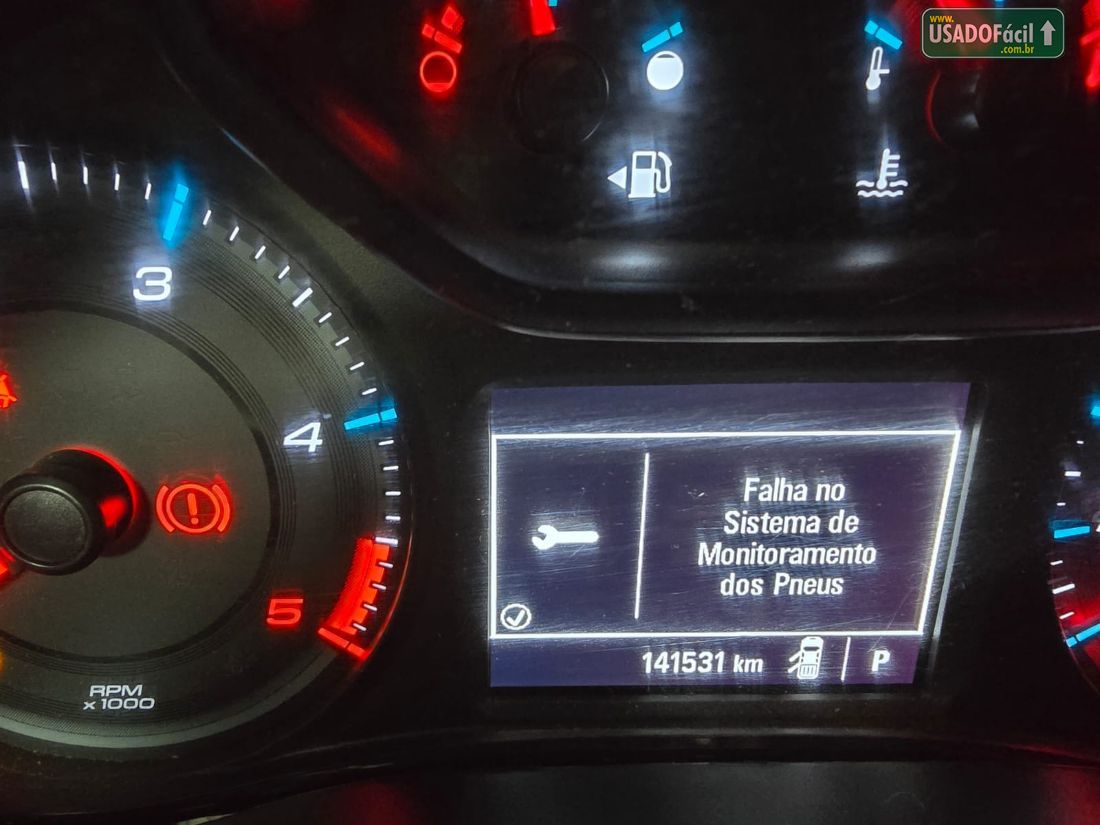 www.
USADOFácil
.com.br
3
4
5
RPM
x1000
Falha no
Sistema de
Monitoramento
dos Pneus
141531 km
P